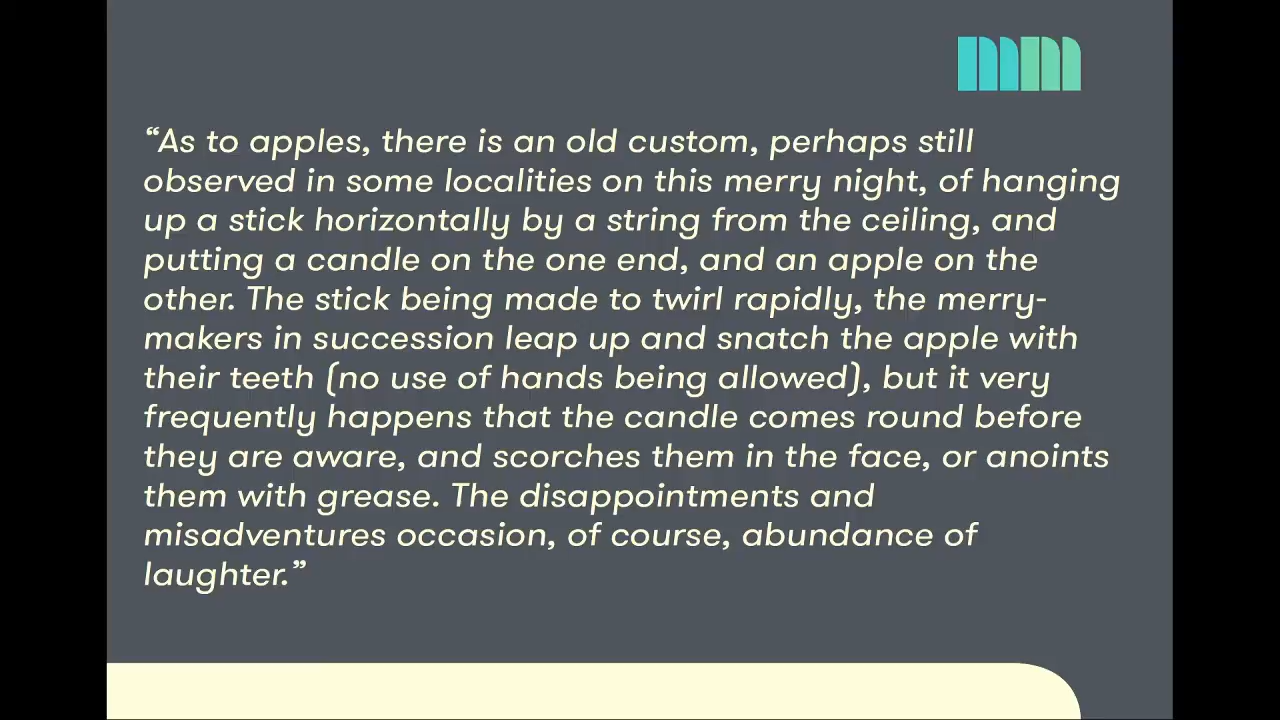 “As to apples, there is an old custom, perhaps still
observed in some localities on this merry night, of hanging
up a stick horizontally by a string from the ceiling, and
putting a candle on the one end, and an apple on the
other. The stick being made to twirl rapidly, the merry-
makers in succession leap up and snatch the apple with
their teeth (no use of hands being allowed), but it very
frequently happens that the candle comes round before
they are aware, and scorches them in the face, or anoints
them with grease. The disappointments and
misadventures occasion, of course, abundance of
laughter.”